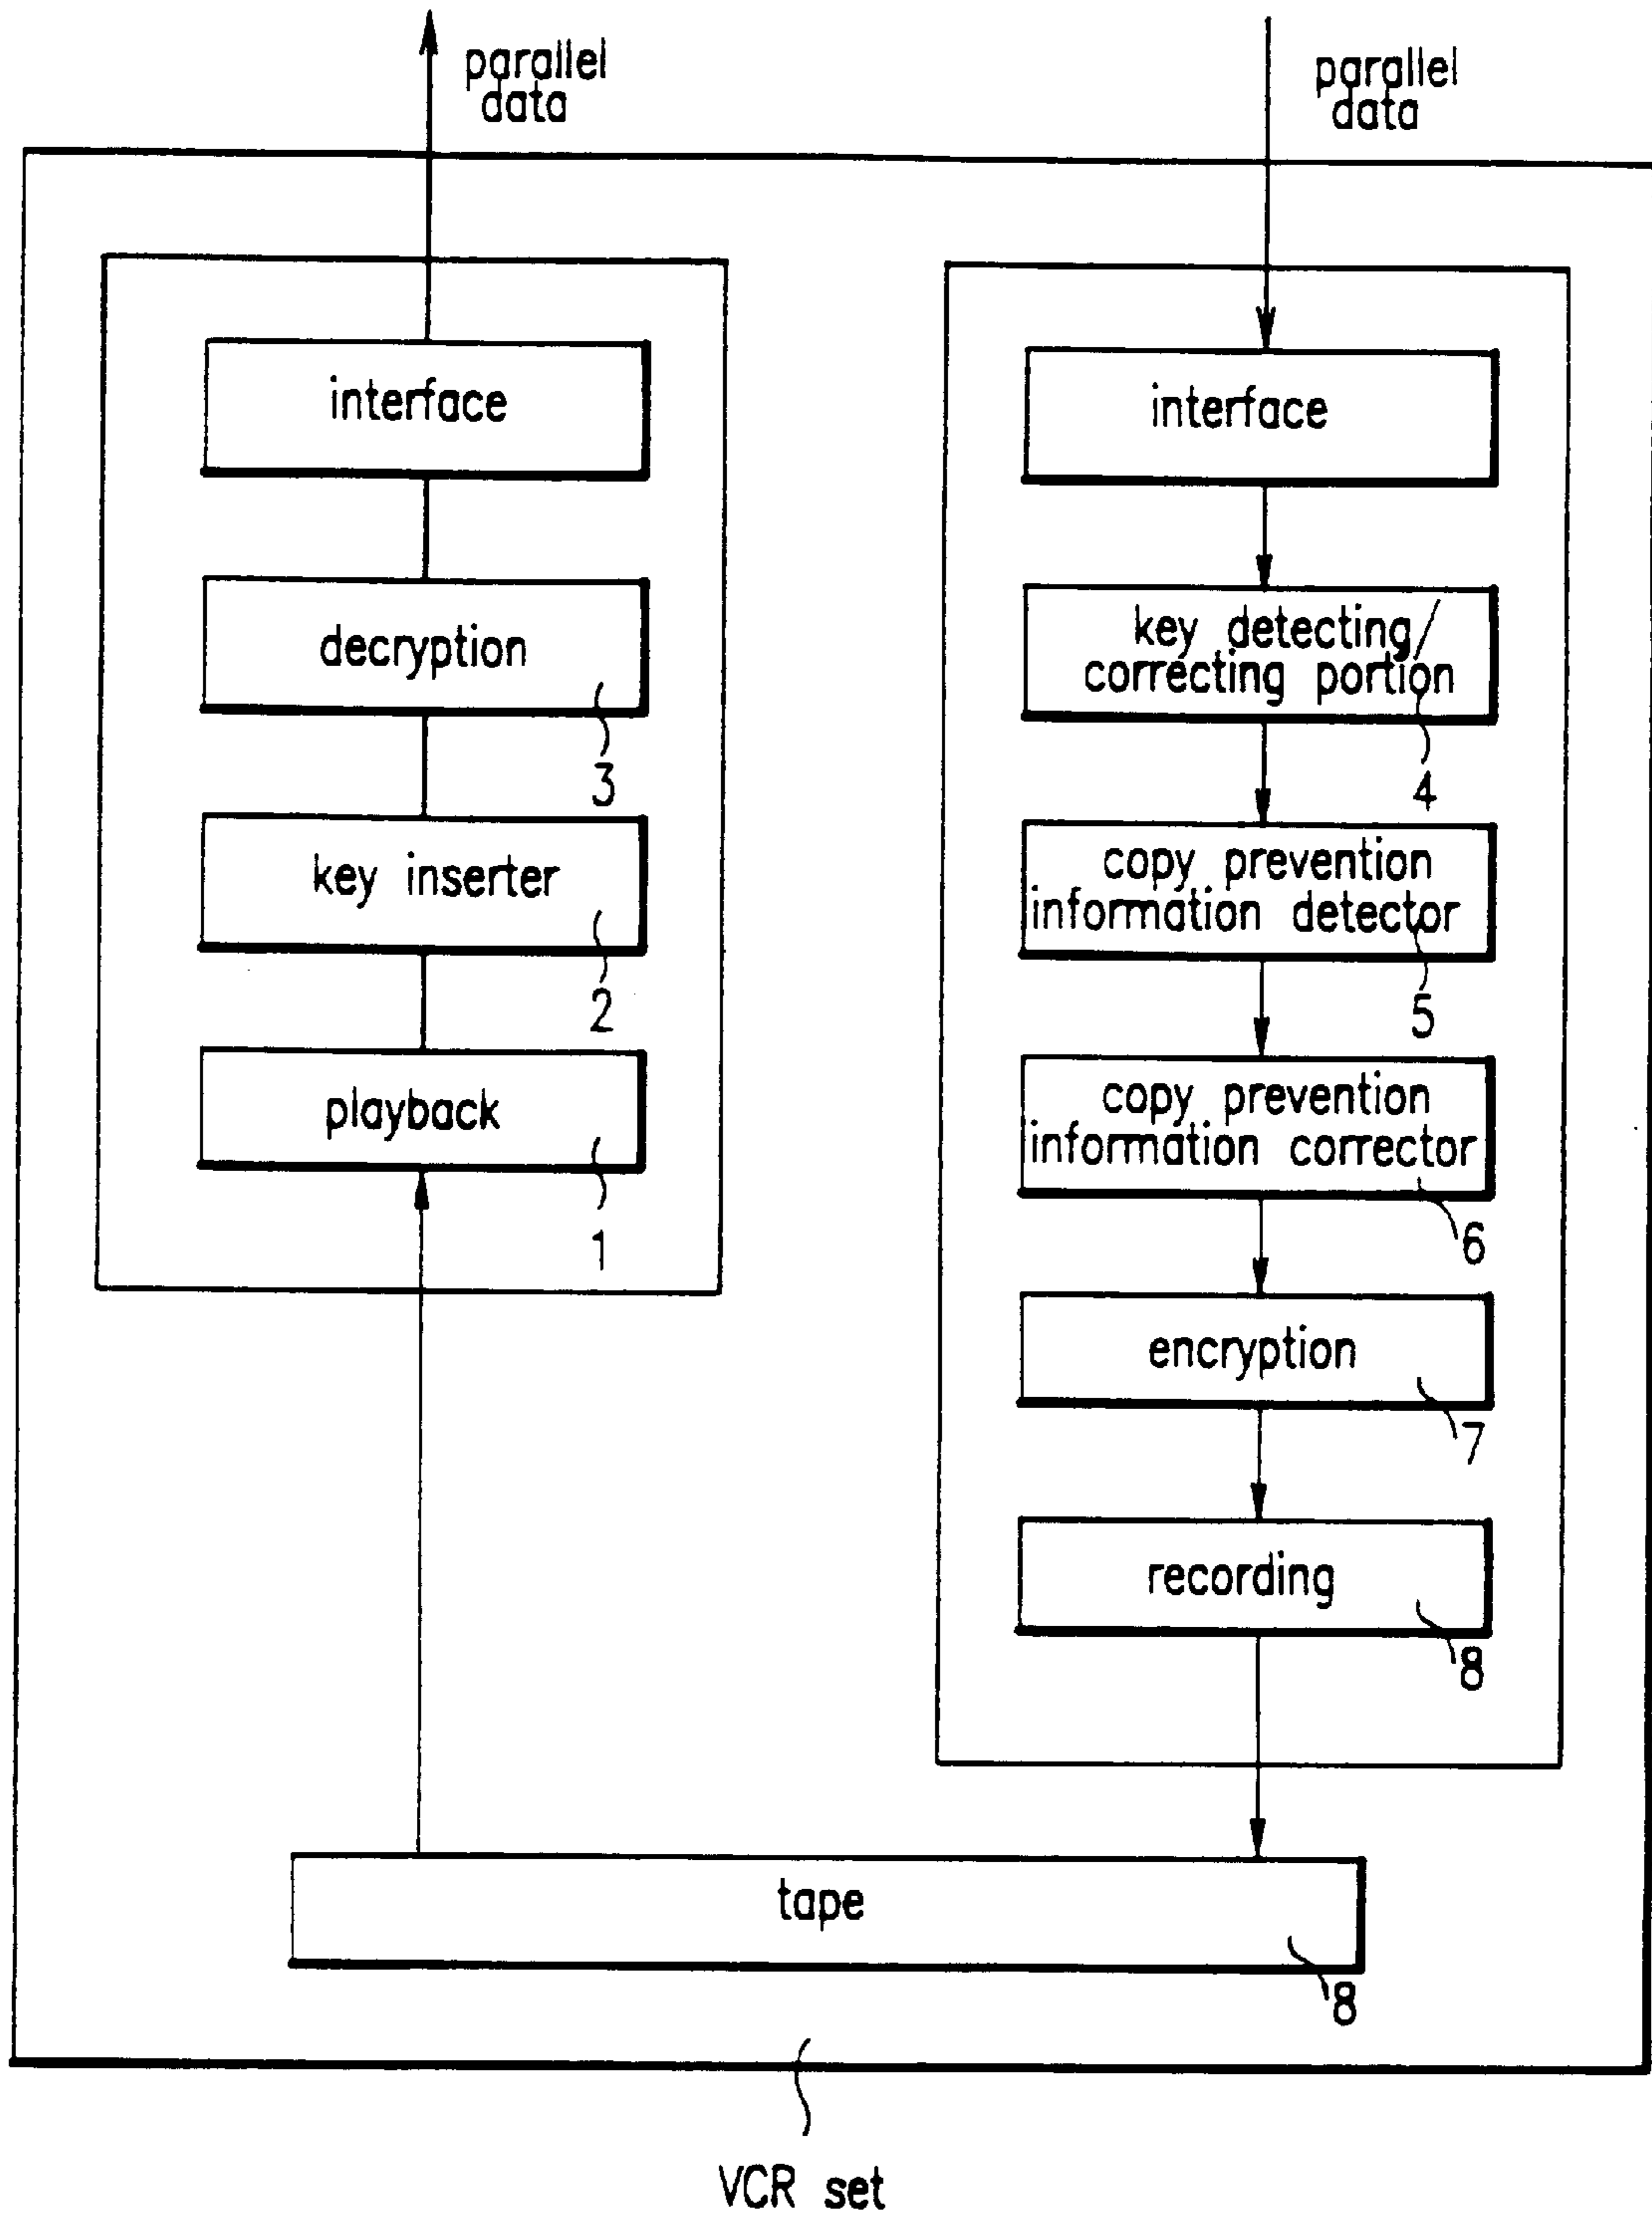 parallel
data
parallel
data
interface
decryption
3
key inserter
2
playback
1
interface
key detecting/
correcting portion
4
copy prevention
information detector
5
copy prevention
information corrector
6
encryption
7
recording
8
tape
8
VCR set